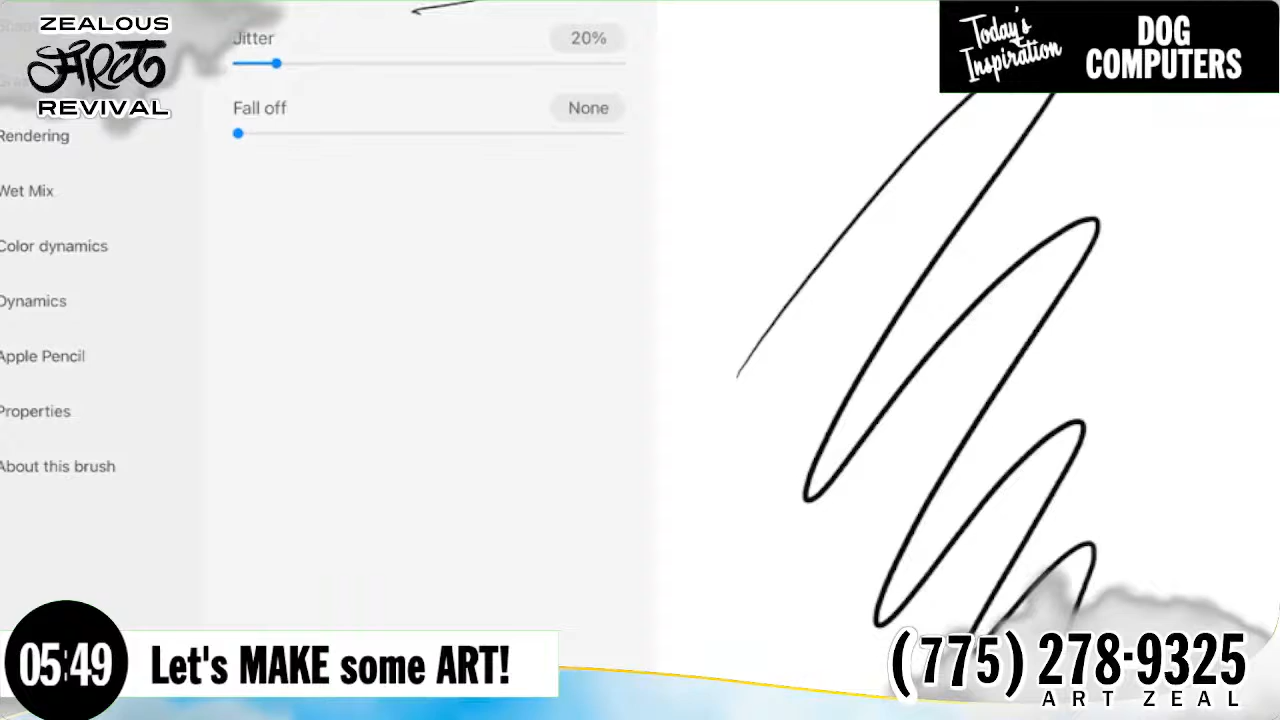 ZEALOUS
ART
REVIVAL
Jitter
20%
Fall off
None
Rendering
Wet Mix
Color dynamics
Dynamics
Apple Pencil
Properties
About this brush
Today's
Inspiration
DOG
COMPUTERS
05:49
Let's MAKE some ART!
(775) 278-9325
ART ZEAL